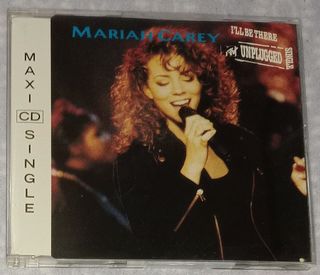 MARIAH CAREY
I'LL BE THERE
MTV UNPLUGGED
MAXI
CD
SINGLE